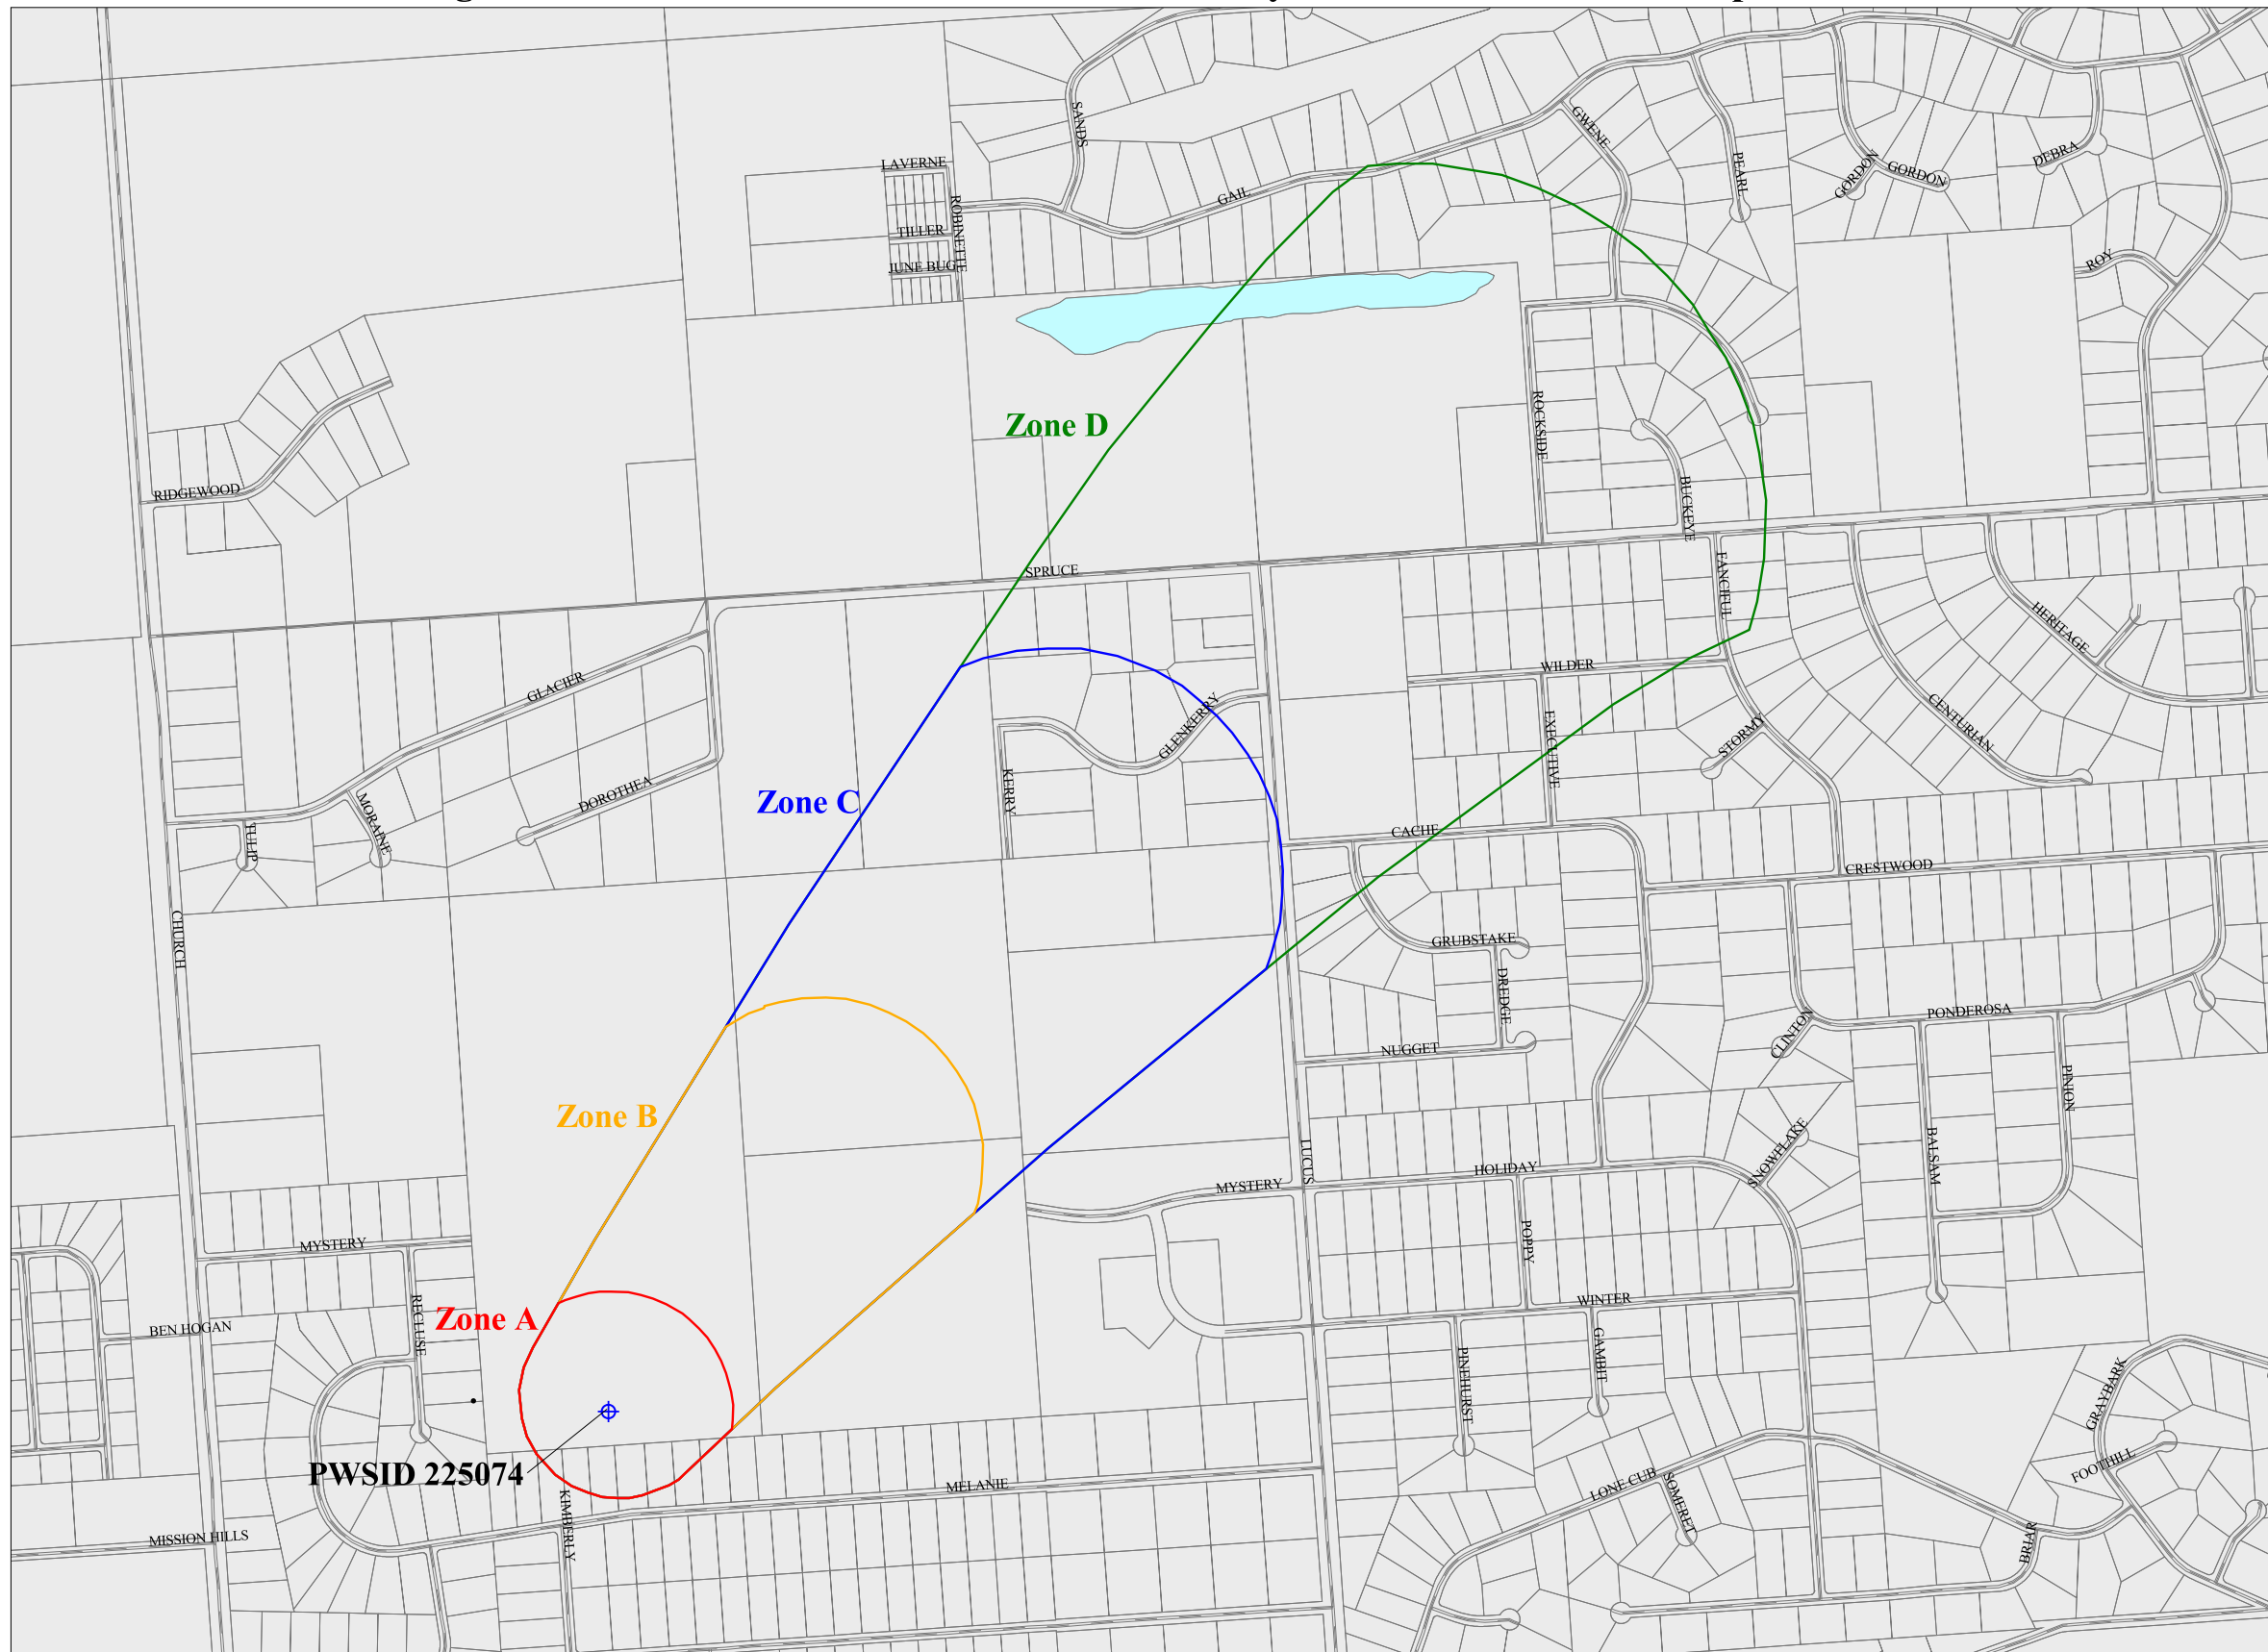 SANDS
GWENE
PEARL
GORDON
GORDON
DEBRA
LAVERNE
ROBINETTE
GAIL
TILLER
JUNE BUG
ROY
Zone D
ROCKSIDE
RIDGEWOOD
BUCKEYE
SPRUCE
FANCIFUL
HERITAGE
WILDER
GLACIER
GLENKERRY
EXECUTIVE
STORMY
CENTURIAN
KERRY
Zone C
DOROTHEA
MORAINE
TULIP
CACHE
CRESTWOOD
CHURCH
GRUBSTAKE
DREDGE
PONDEROSA
CLINTON
NUGGET
PINION
Zone B
LUCUS
SNOWFLAKE
BALSAM
HOLIDAY
MYSTERY
MYSTERY
POPPY
RECLUSE
Zone A
BEN HOGAN
WINTER
GAMBIT
PINEHURST
GRAYBARK
PWSID 225074
FOOTHILL
MELANIE
LONE CUB
SOMERET
KIMBERLY
MISSION HILLS
BRIAR